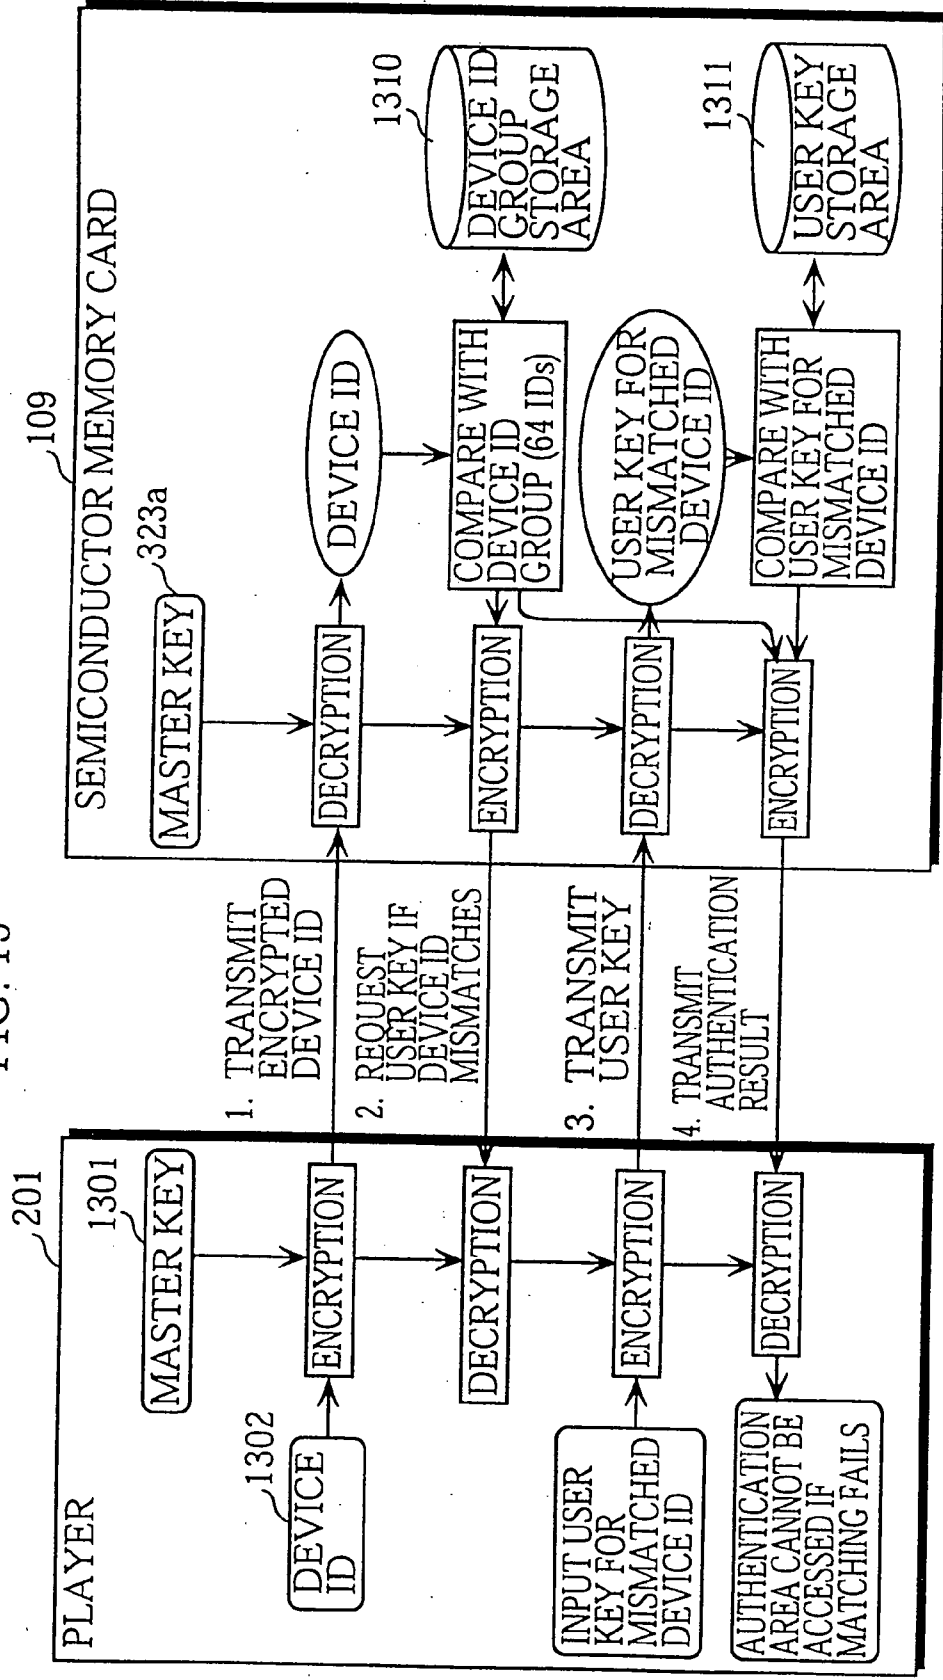 FIG. 13
201
PLAYER
1301
MASTER KEY
1302
DEVICE
ID
ENCRYPTION
DECRYPTION
INPUT USER
KEY FOR
MISMATCHED
DEVICE ID
ENCRYPTION
DECRYPTION
AUTHENTICATION
AREA CANNOT BE
ACCESSED IF
MATCHING FAILS
1. TRANSMIT
ENCRYPTED
DEVICE ID
2. REQUEST
USER KEY IF
DEVICE ID
MISMATCHES
3. TRANSMIT
USER KEY
4. TRANSMIT
AUTHENTICATION
RESULT
109
SEMICONDUCTOR MEMORY CARD
323a
MASTER KEY
DECRYPTION
DEVICE ID
ENCRYPTION
COMPARE WITH
DEVICE ID
GROUP (64 IDs)
1310
DEVICE ID
GROUP
STORAGE
AREA
DECRYPTION
USER KEY FOR
MISMATCHED
DEVICE ID
ENCRYPTION
COMPARE WITH
USER KEY FOR
MISMATCHED
DEVICE ID
1311
USER KEY
STORAGE
AREA